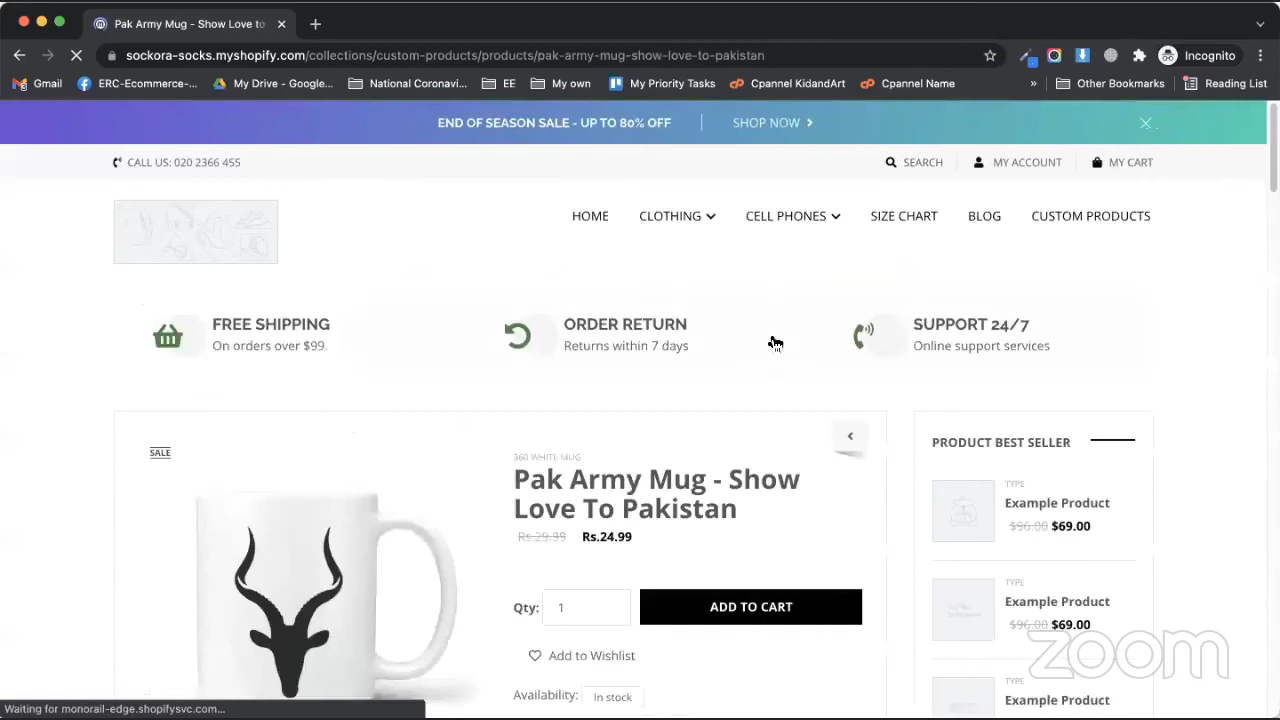 Pak Army Mug - Show Love to
sockora-socks.myshopify.com/collections/custom-products/products/pak-army-mug-show-love-to-pakistan
Incognito
Gmail
ERC-Ecommerce-...
My Drive - Google...
National Coronavi...
EE
My own
My Priority Tasks
Cpannel KidandArt
Cpannel Name
»
Other Bookmarks
Reading List
END OF SEASON SALE - UP TO 80% OFF
SHOP NOW
CALL US: 020 2366 455
SEARCH
MY ACCOUNT
MY CART
HOME
CLOTHING
CELL PHONES
SIZE CHART
BLOG
CUSTOM PRODUCTS
FREE SHIPPING
On orders over $99.
ORDER RETURN
Returns within 7 days
SUPPORT 24/7
Online support services
SALE
360 WHITE MUG
Pak Army Mug - Show
Love To Pakistan
Rs.29.99 Rs.24.99
Qty: 1
ADD TO CART
Add to Wishlist
Availability: In stock
PRODUCT BEST SELLER
TYPE
Example Product
$96.00 $69.00
TYPE
Example Product
$96.00 $69.00
TYPE
Example Product
zoom
Waiting for monorail-edge.shopifysvc.com...